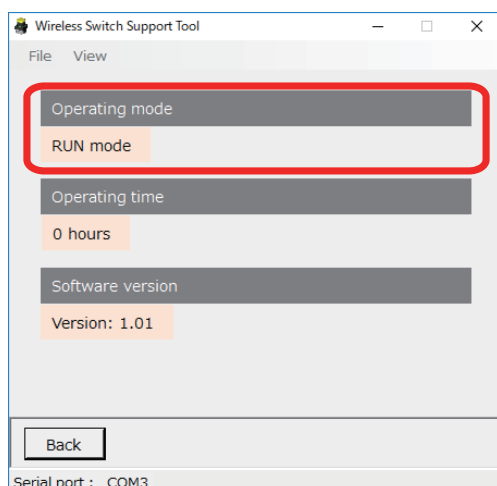 Wireless Switch Support Tool
File View
Operating mode
RUN mode
Operating time
0 hours
Software version
Version: 1.01
Back
Serial port : COM3